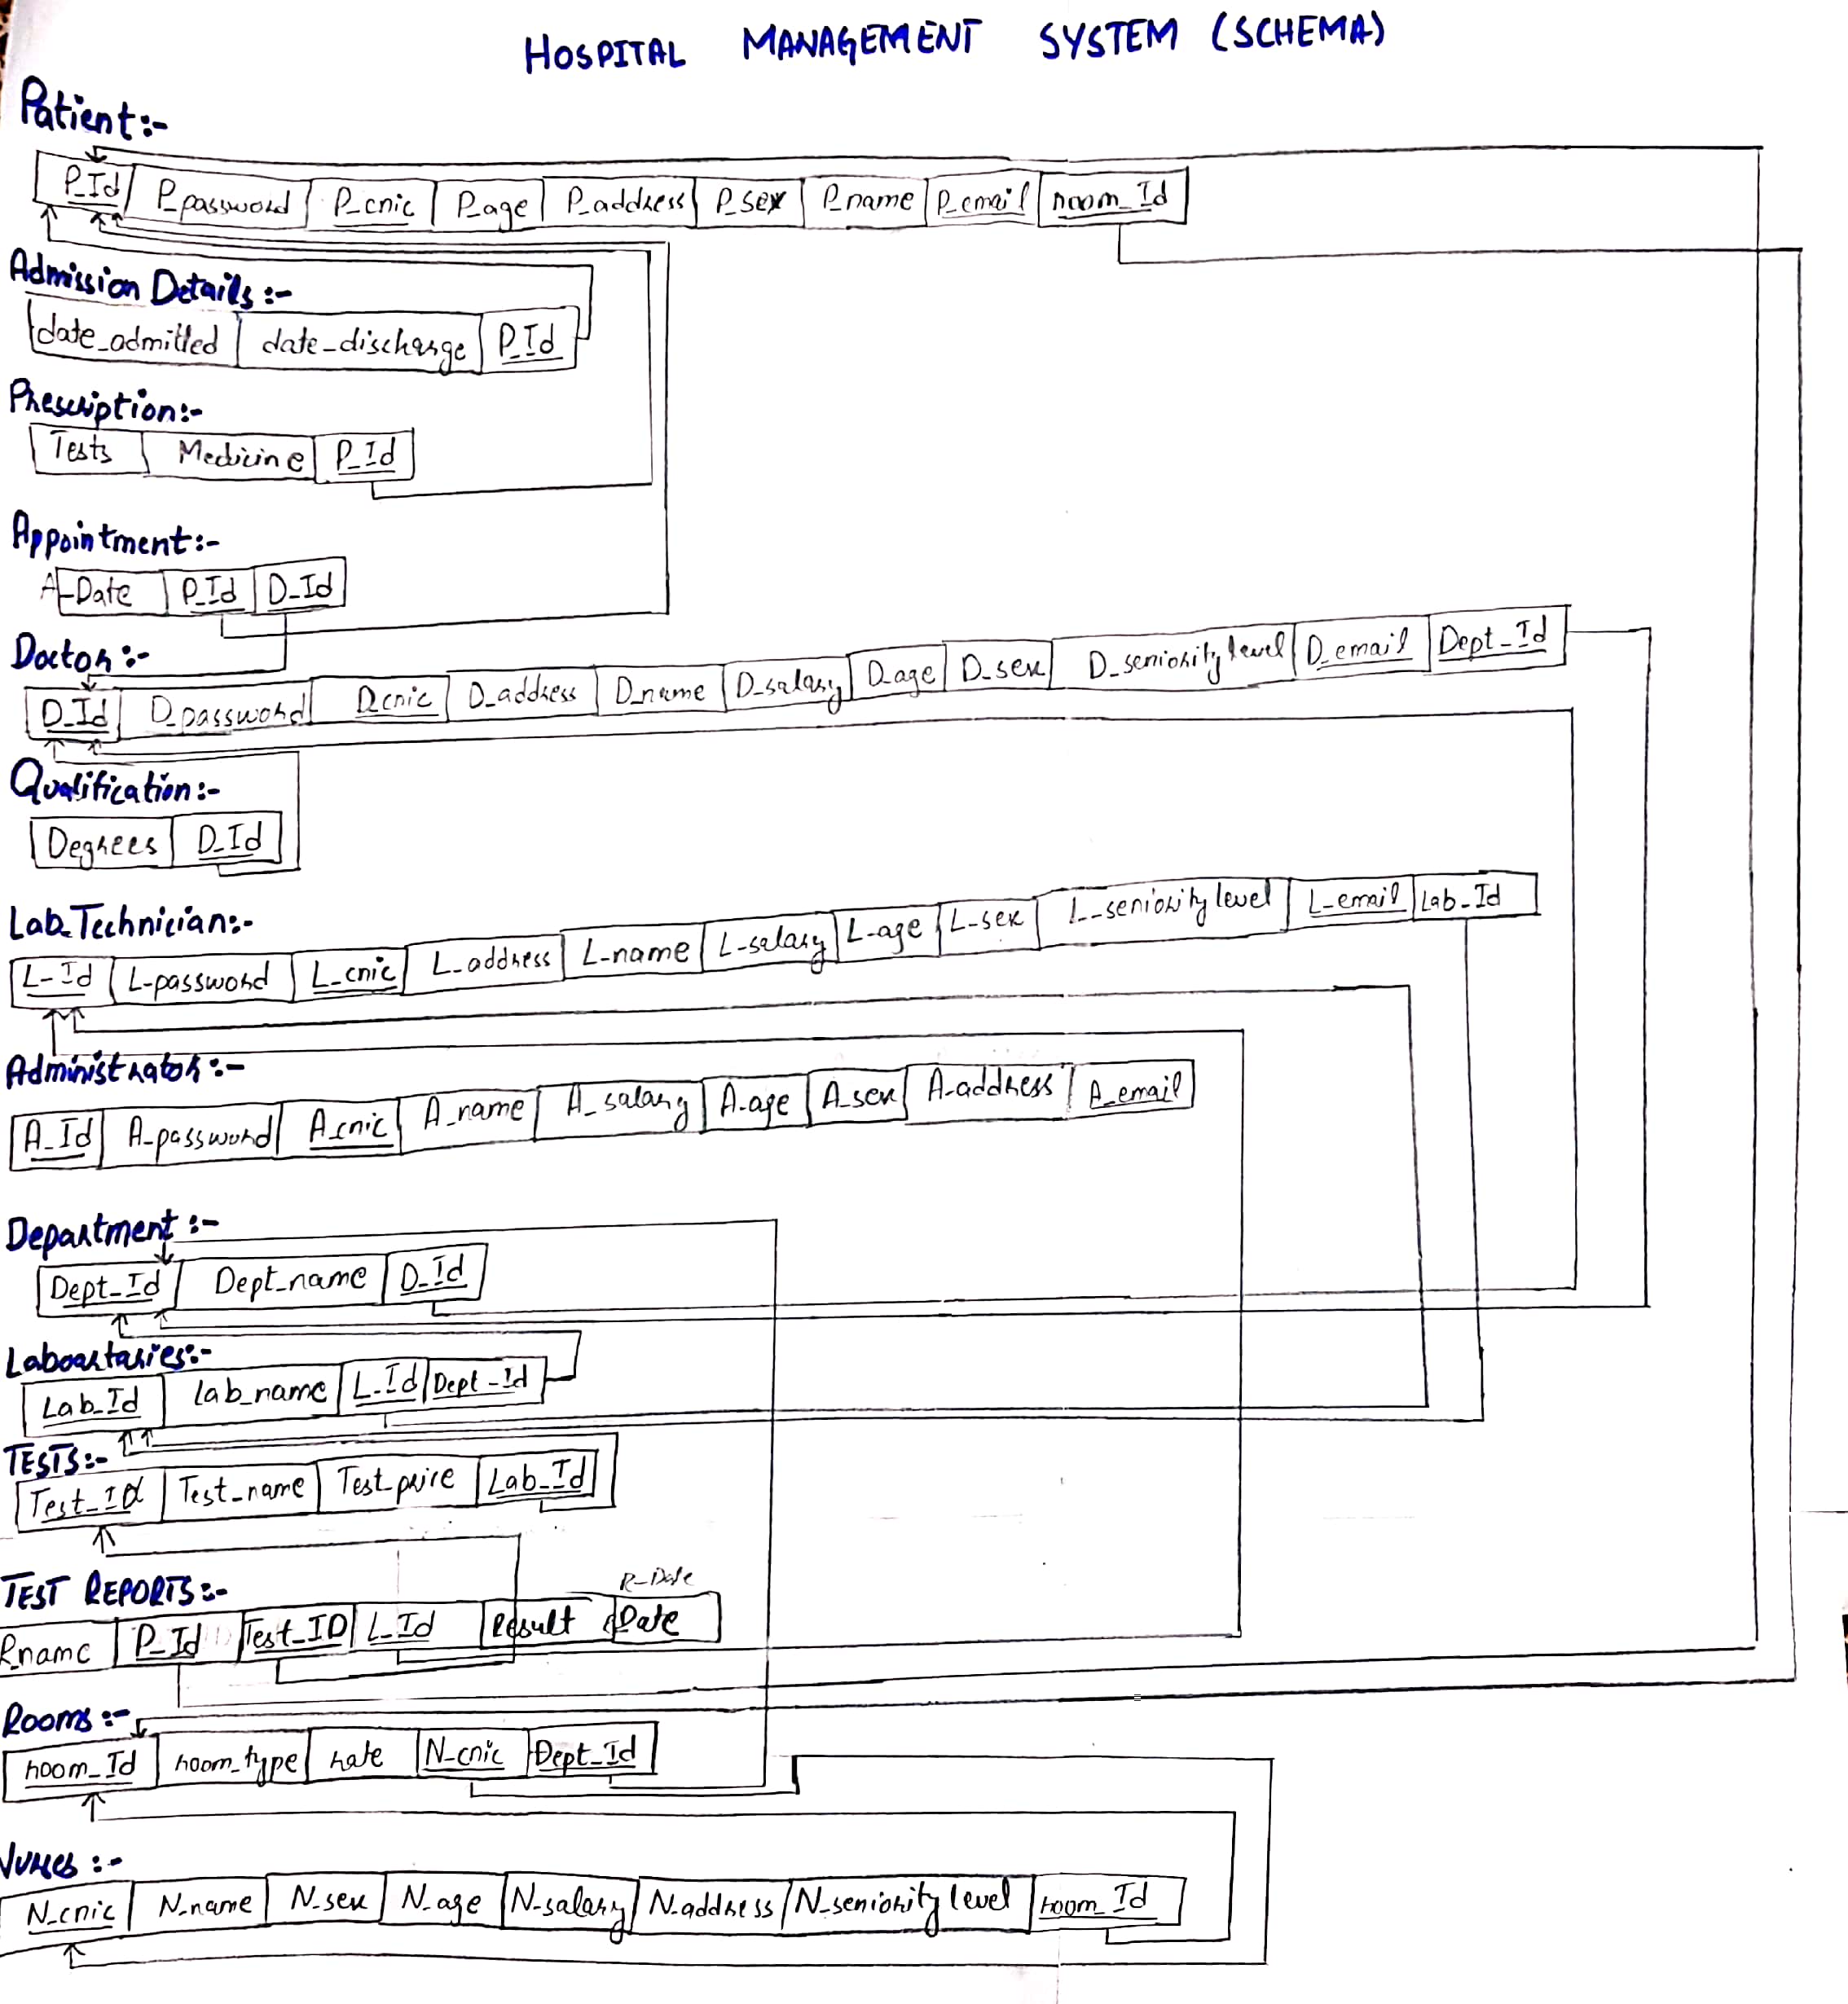 HOSPITAL MANAGEMENT SYSTEM (SCHEMA)
Patient:-
P_Id P_password P_cnic P_age P_address P_sex P_name P_email room_Id
Admission Details:-
date_admitted date_discharge P_Id
Prescription:-
Tests Medicine P_Id
Appointment:-
A_Date P_Id D_Id
Doctor:-
D_Id D_password D_cnic D_address D_name D_salary D_age D_sex D_seniority level D_email Dept_Id
Qualification:-
Degrees D_Id
Lab_Technician:-
L_Id L_password L_cnic L_address L_name L_salary L_age L_sex L_seniority level L_email Lab_Id
Administrator:-
A_Id A_password A_cnic A_name A_salary A_age A_sex A_address A_email
Department:-
Dept_Id Dept_name D_Id
Laboartaries:-
Lab_Id lab_name L_Id Dept_Id
TESTS:-
Test_ID Test_name Test_price Lab_Id
TEST REPORTS:-
R_Date
R_name P_Id Test_ID L_Id Result Date
Rooms:-
room_Id room_type rate N_cnic Dept_Id
Nurses:-
N_cnic N_name N_sex N_age N_salary N_address N_seniority level room_Id